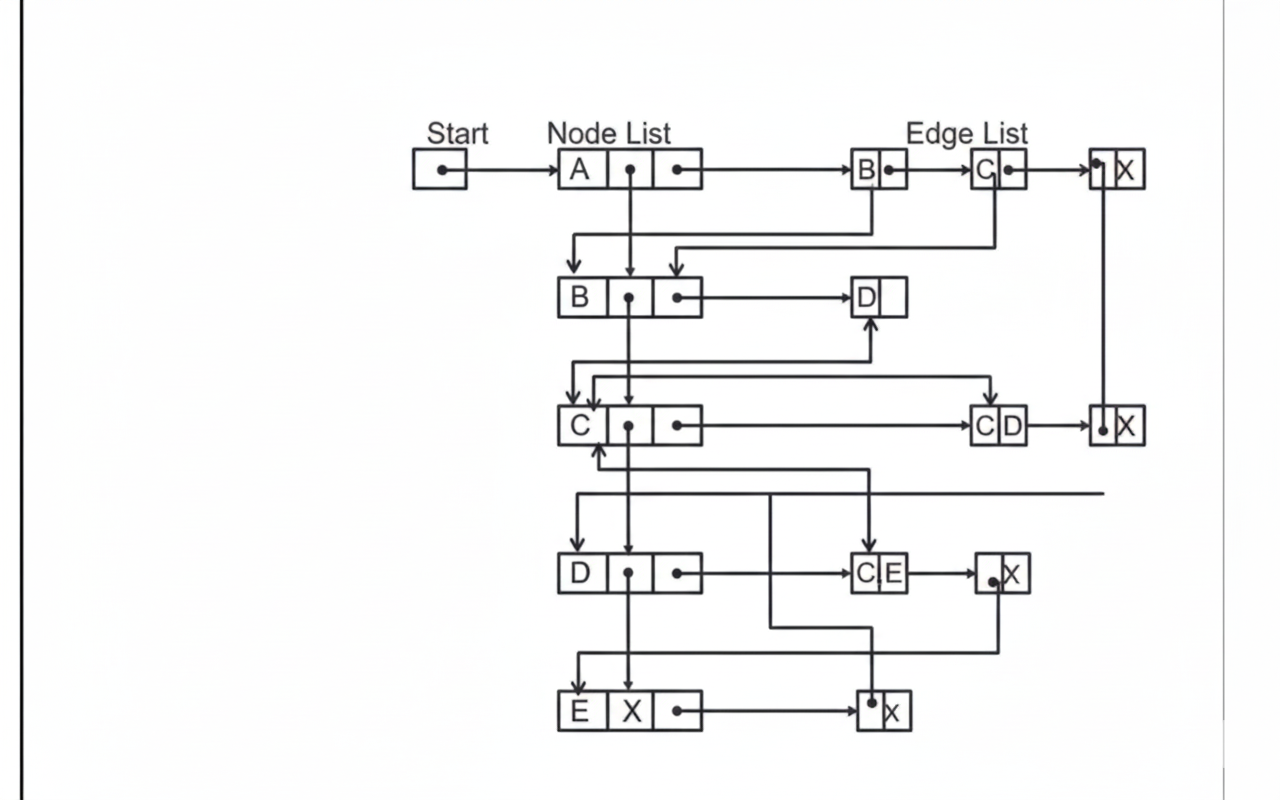 Start Node List Edge List
A B C X
B D
C C D X
D C E X
E X X